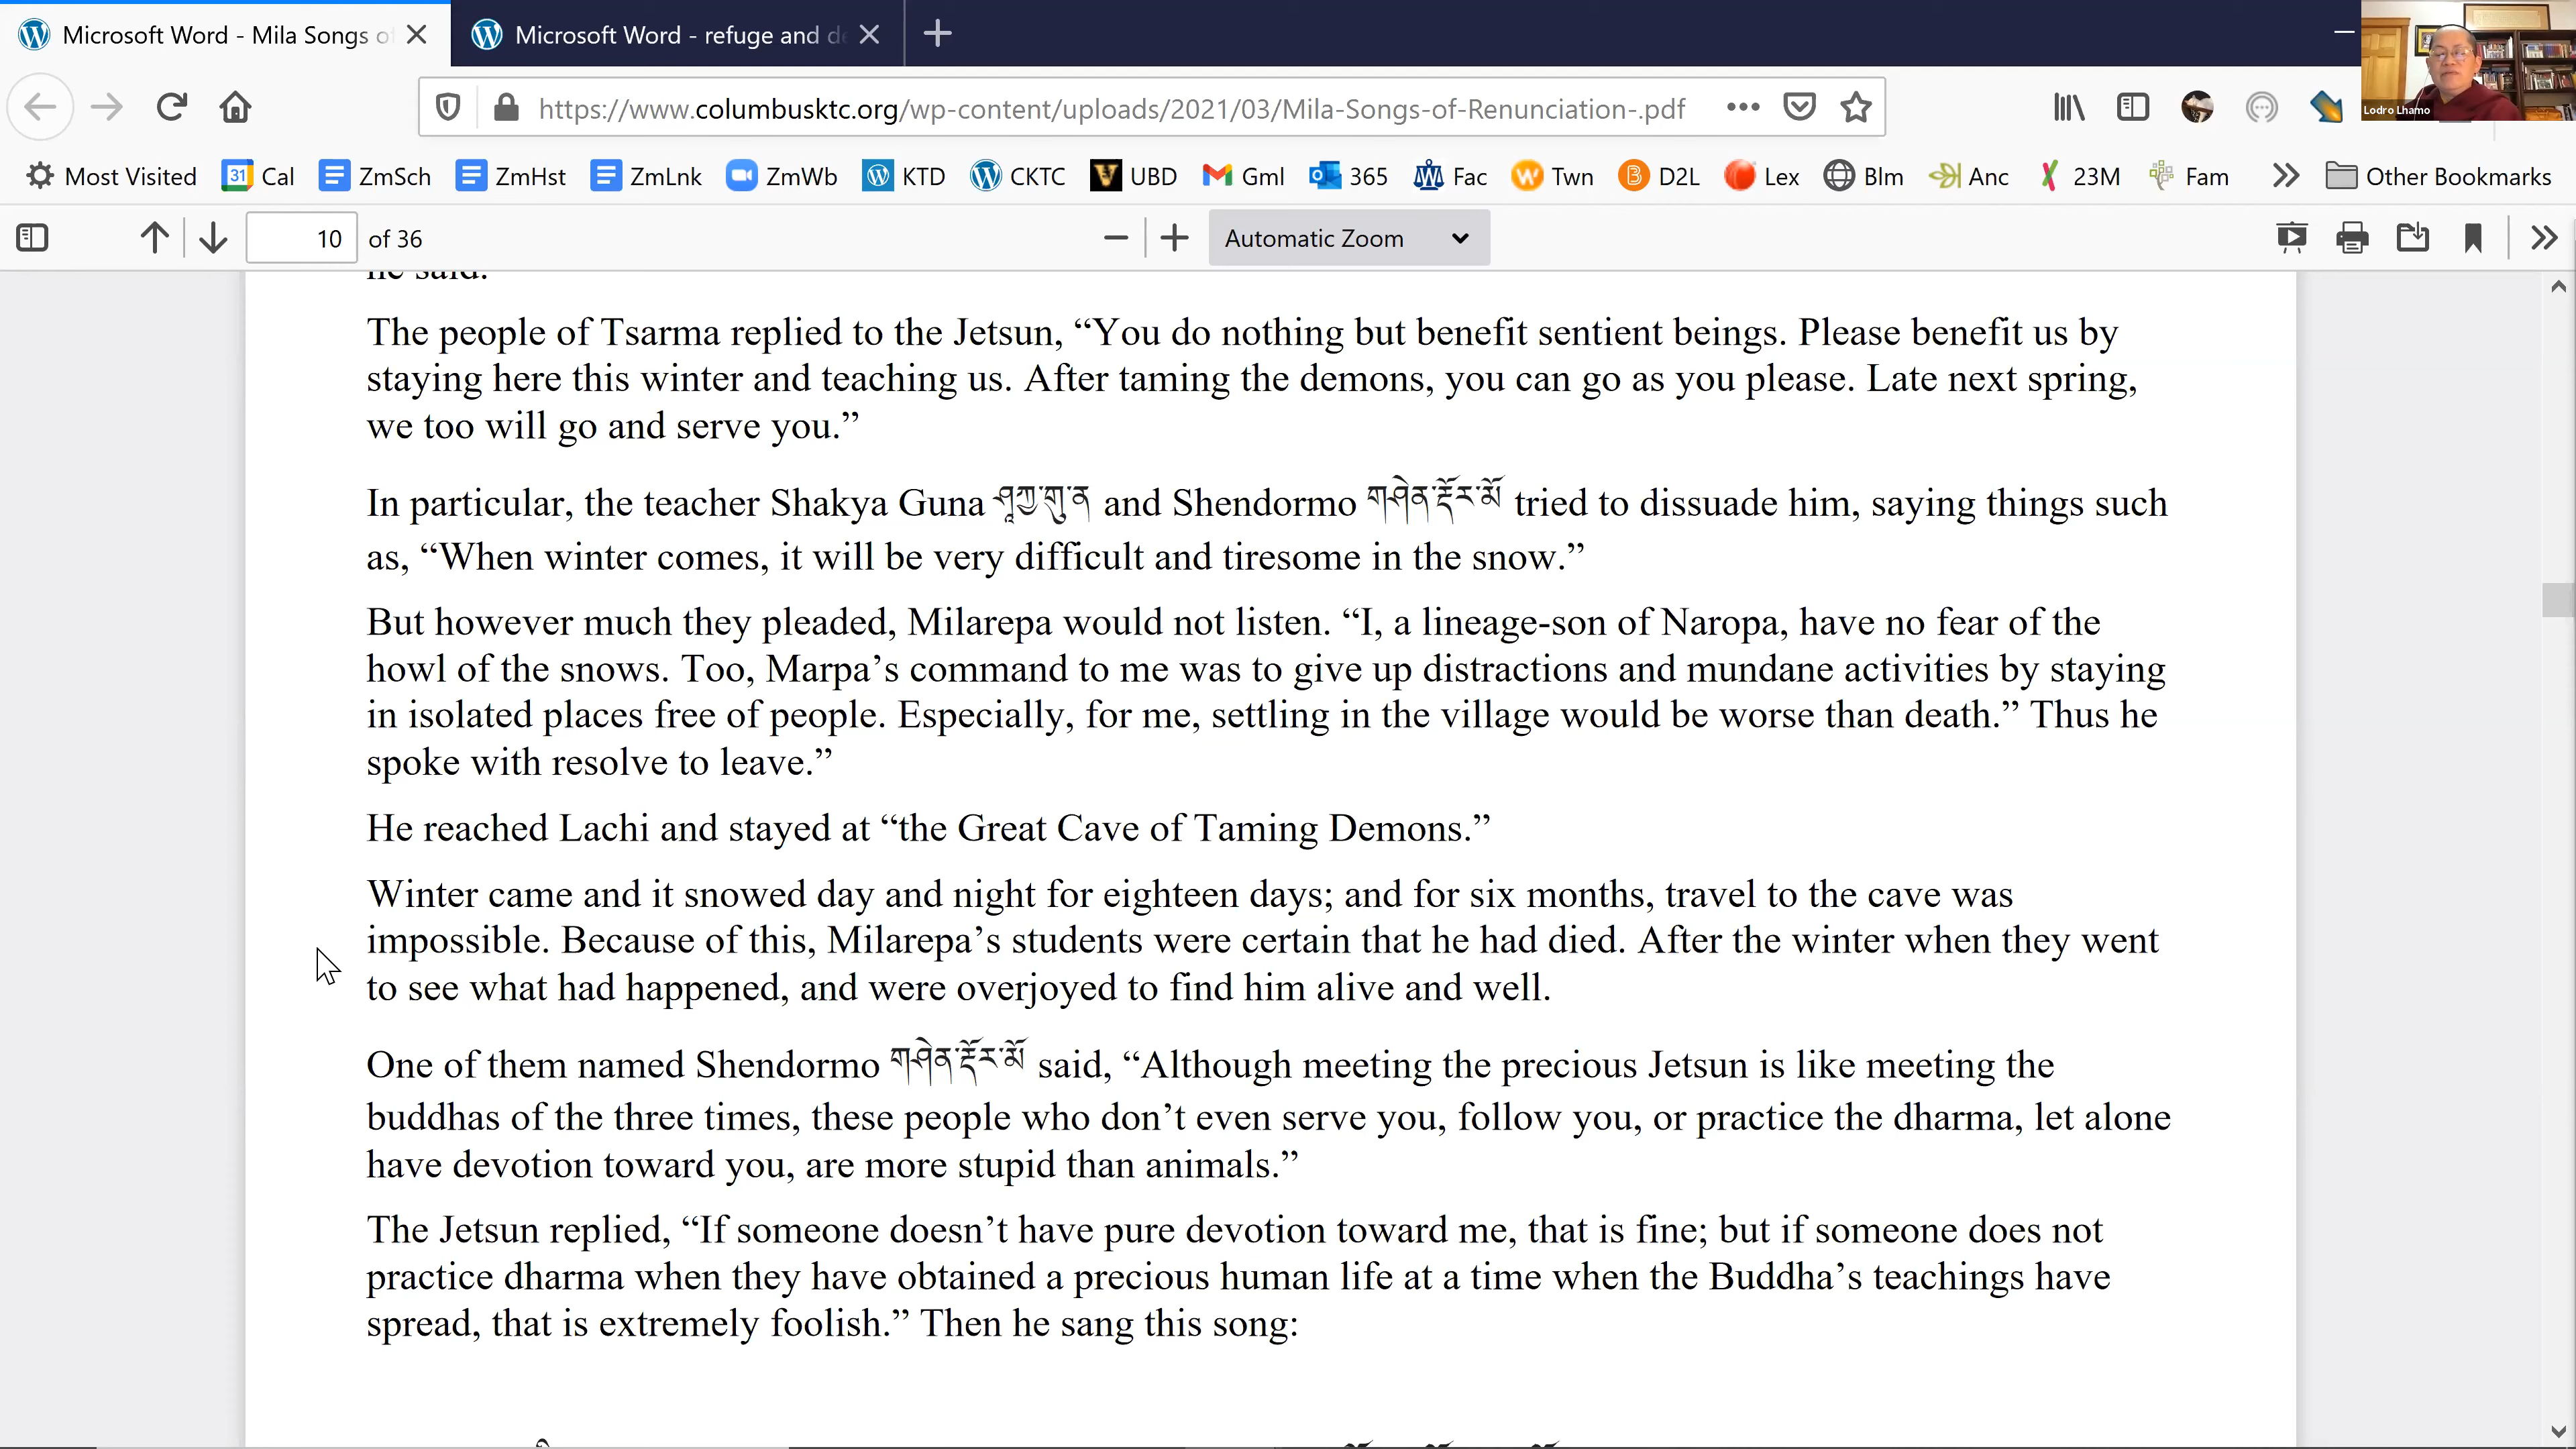 Microsoft Word - Mila Songs of
Microsoft Word - refuge and de
Lodro Lhamo
https://www.columbusktc.org/wp-content/uploads/2021/03/Mila-Songs-of-Renunciation-.pdf
Most Visited 31 Cal ZmSch ZmHst ZmLnk ZmWb KTD CKTC UBD Gml 365 Fac Twn D2L Lex Blm Anc 23M Fam Other Bookmarks
10 of 36 Automatic Zoom
he said.
The people of Tsarma replied to the Jetsun, “You do nothing but benefit sentient beings. Please benefit us by
staying here this winter and teaching us. After taming the demons, you can go as you please. Late next spring,
we too will go and serve you.”
In particular, the teacher Shakya Guna ཤཱཀྱ་གུ་ན and Shendormo གཤེན་རྡོར་མོ tried to dissuade him, saying things such
as, “When winter comes, it will be very difficult and tiresome in the snow.”
But however much they pleaded, Milarepa would not listen. “I, a lineage-son of Naropa, have no fear of the
howl of the snows. Too, Marpa’s command to me was to give up distractions and mundane activities by staying
in isolated places free of people. Especially, for me, settling in the village would be worse than death.” Thus he
spoke with resolve to leave.”
He reached Lachi and stayed at “the Great Cave of Taming Demons.”
Winter came and it snowed day and night for eighteen days; and for six months, travel to the cave was
impossible. Because of this, Milarepa’s students were certain that he had died. After the winter when they went
to see what had happened, and were overjoyed to find him alive and well.
One of them named Shendormo གཤེན་རྡོར་མོ said, “Although meeting the precious Jetsun is like meeting the
buddhas of the three times, these people who don’t even serve you, follow you, or practice the dharma, let alone
have devotion toward you, are more stupid than animals.”
The Jetsun replied, “If someone doesn’t have pure devotion toward me, that is fine; but if someone does not
practice dharma when they have obtained a precious human life at a time when the Buddha’s teachings have
spread, that is extremely foolish.” Then he sang this song: